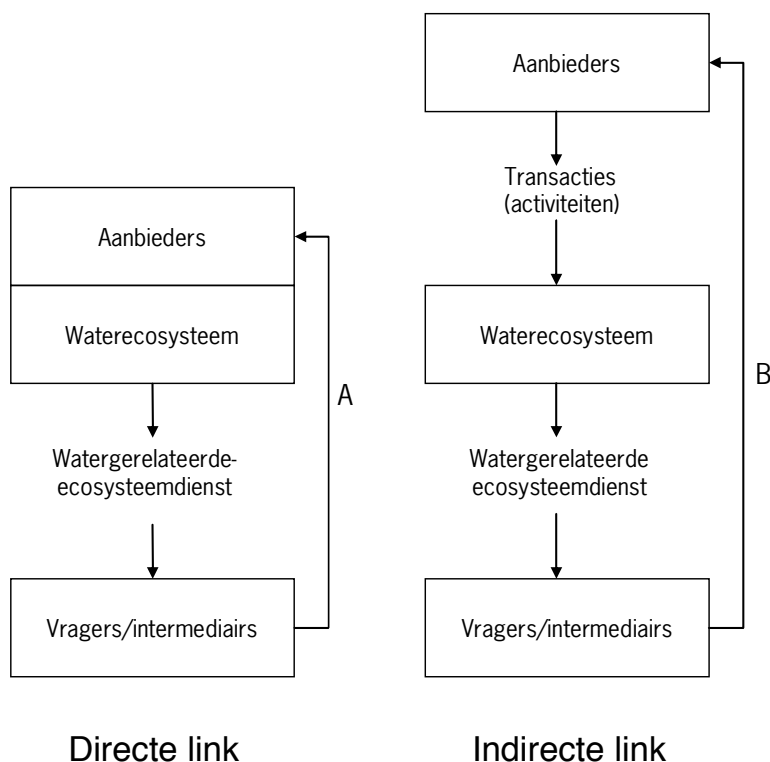 Aanbieders
Waterecosysteem
A
Watergerelateerde-
ecosysteemdienst
Vragers/intermediairs
Directe link
Aanbieders
Transacties
(activiteiten)
Waterecosysteem
B
Watergerelateerde
ecosysteemdienst
Vragers/intermediairs
Indirecte link